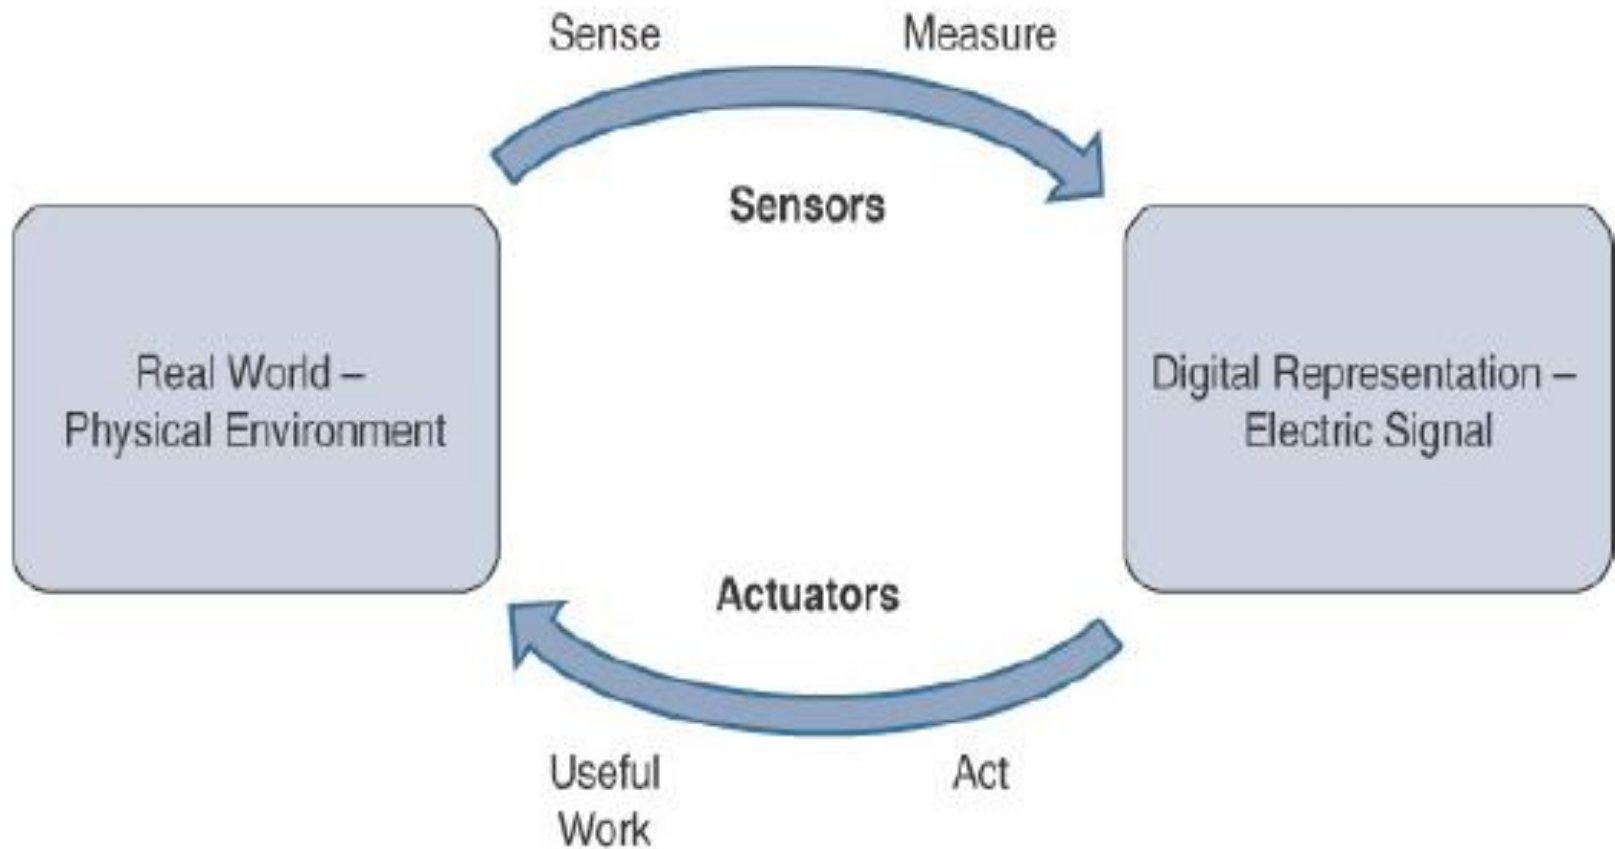 Sense Measure
Sensors
Real World –
Physical Environment
Digital Representation –
Electric Signal
Actuators
Useful
Work
Act